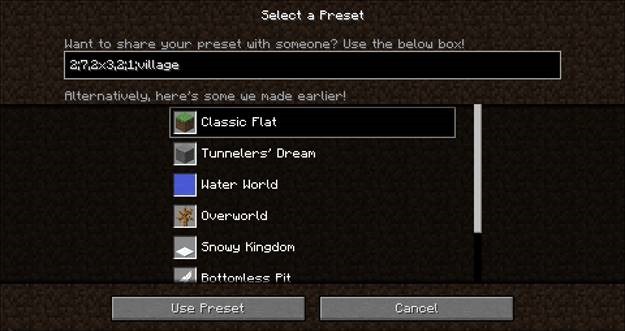 Select a Preset
Want to share your preset with someone? Use the below box!
2;7,2x3,2;1;village
Alternatively, here's some we made earlier!
Classic Flat
Tunnelers' Dream
Water World
Overworld
Snowy Kingdom
Bottomless Pit
Use Preset
Cancel